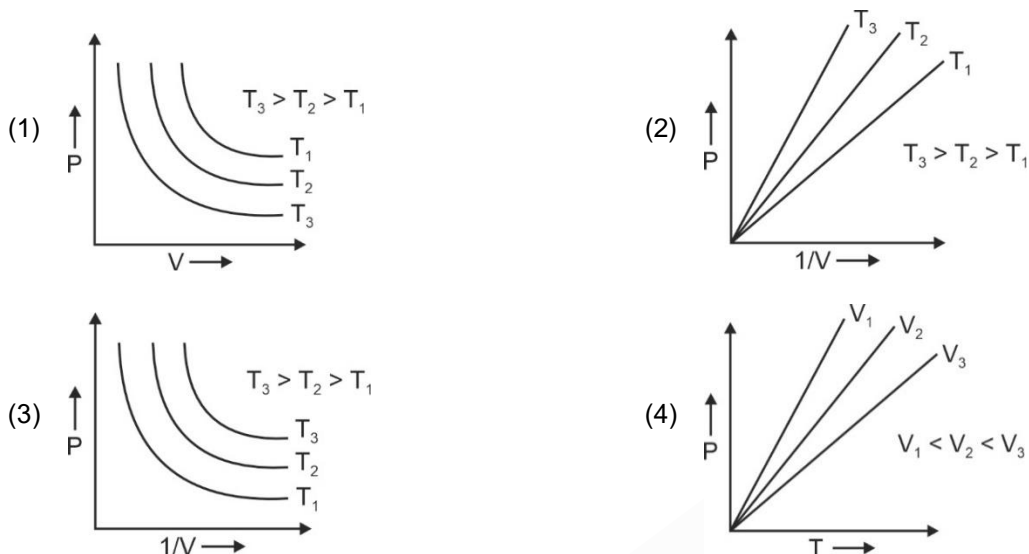 (1)
P
T₃ > T₂ > T₁
T₁
T₂
T₃
V
(2)
P
T₃
T₂
T₁
T₃ > T₂ > T₁
1/V
(3)
P
T₃ > T₂ > T₁
T₃
T₂
T₁
1/V
(4)
P
V₁
V₂
V₃
V₁ < V₂ < V₃
T